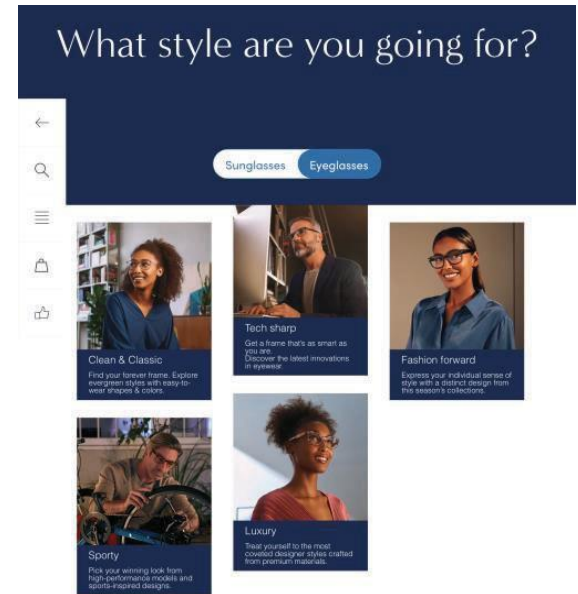 What style are you going for?
Sunglasses
Eyeglasses
Clean & Classic
Find your forever frame. Explore
evergreen styles with easy-to-
wear shapes & colors.
Tech sharp
Get a frame that's as smart as
you are.
Discover the latest innovations
in eyewear.
Fashion forward
Express your individual sense of
style with a distinct design from
this season's collections.
Sporty
Pick your winning look from
high-performance models and
sports-inspired designs.
Luxury
Treat yourself to the most
coveted designer styles crafted
from premium materials.